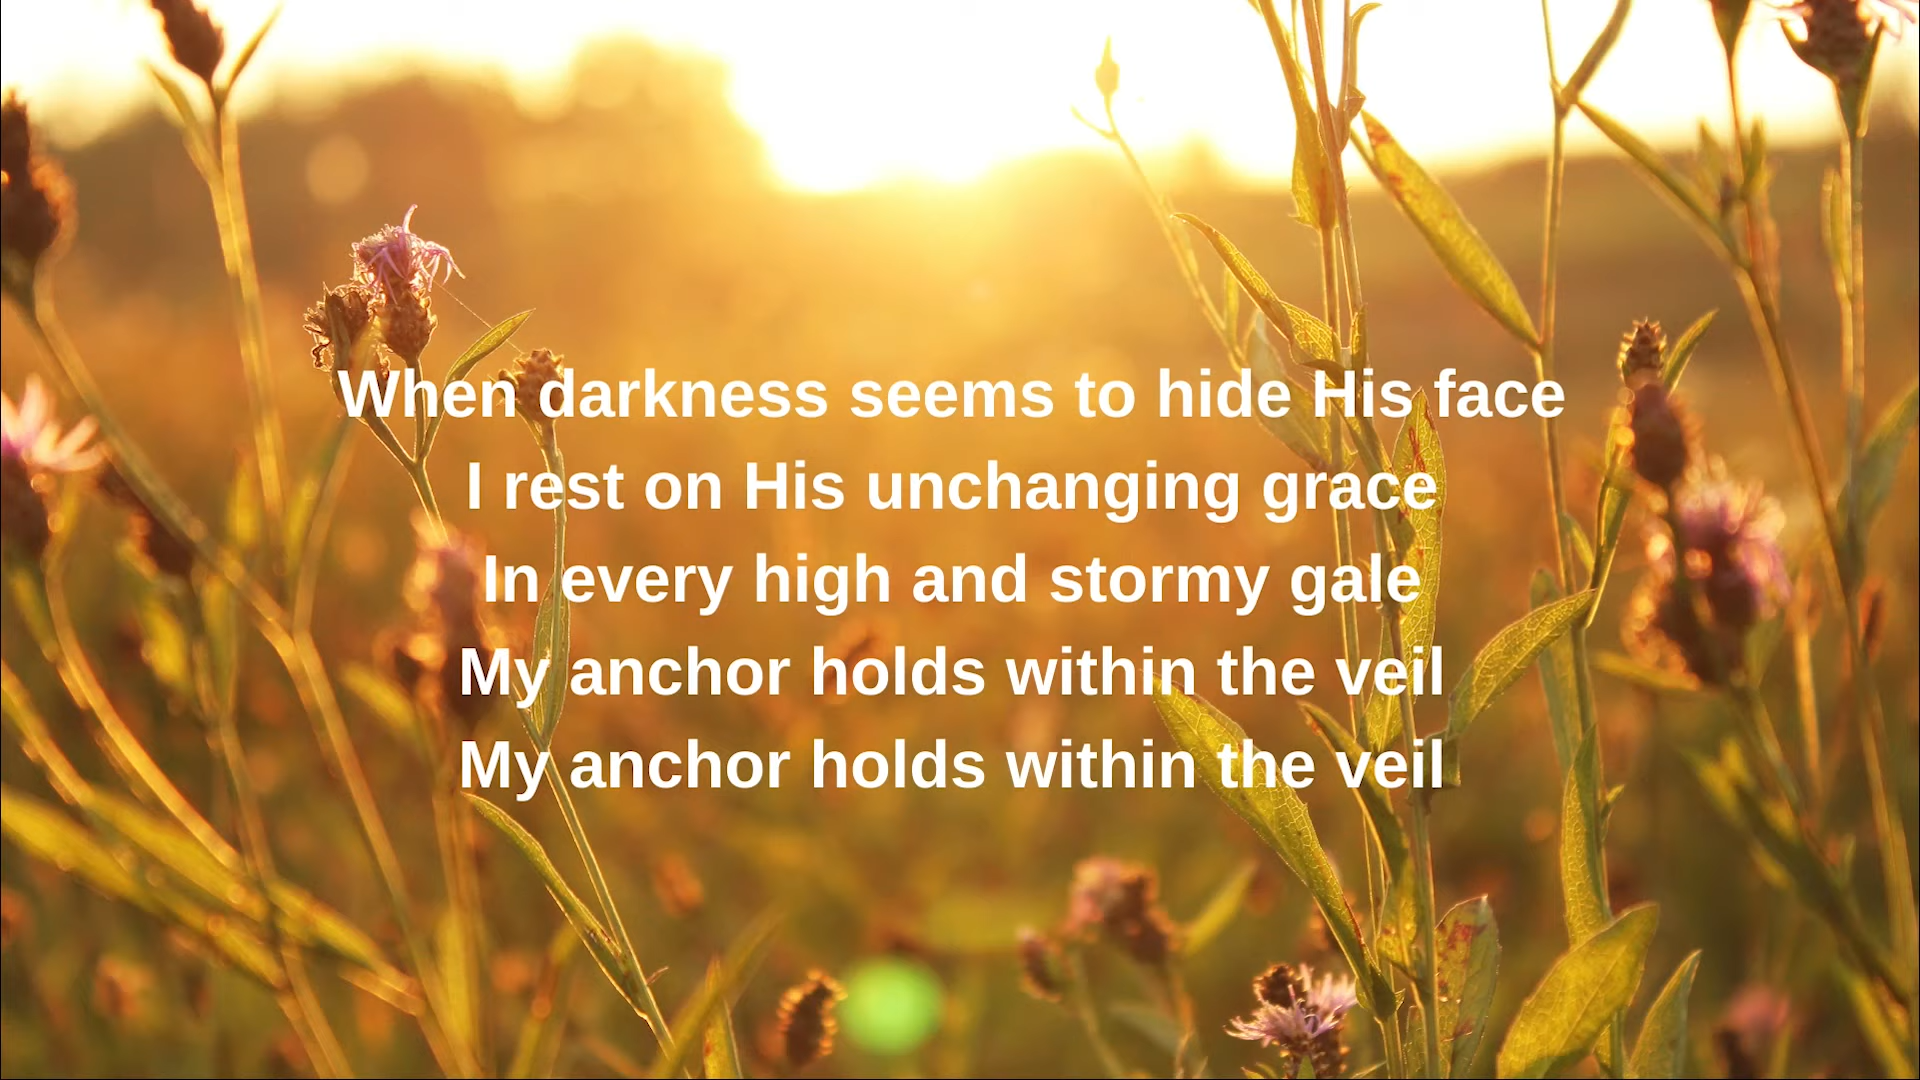 When darkness seems to hide His face
I rest on His unchanging grace
In every high and stormy gale
My anchor holds within the veil
My anchor holds within the veil